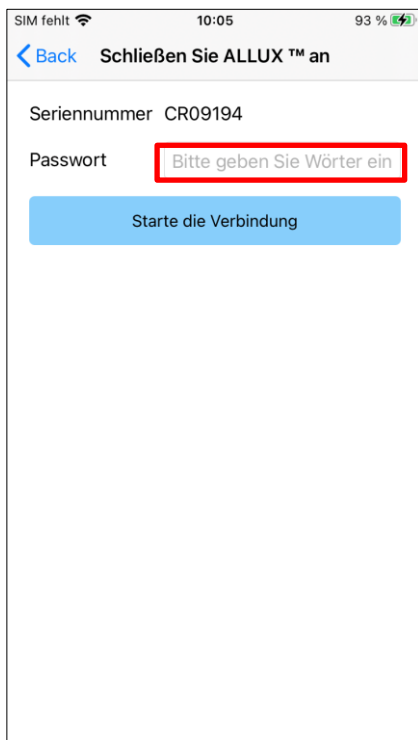 SIM fehlt 10:05 93 %
Back Schließen Sie ALLUX ™ an
Seriennummer CR09194
Passwort Bitte geben Sie Wörter ein
Starte die Verbindung